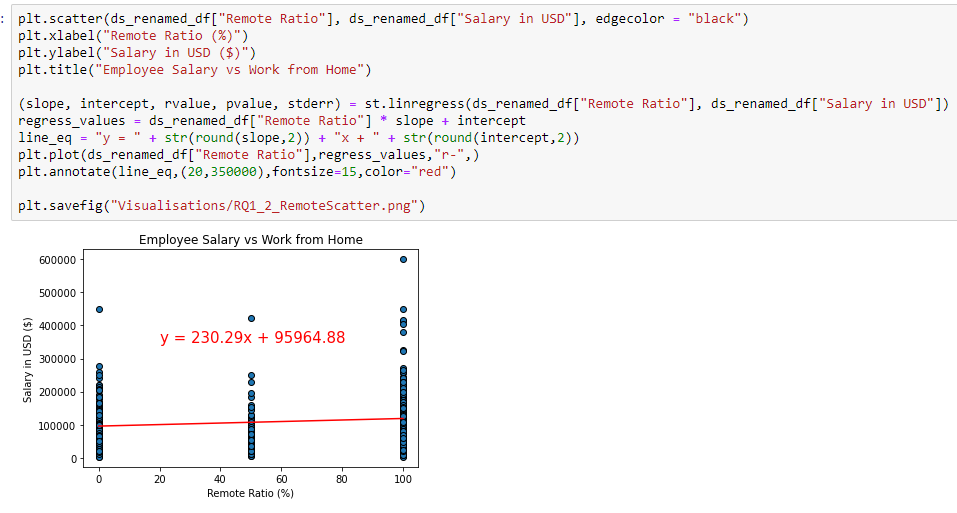 :
plt.scatter(ds_renamed_df["Remote Ratio"], ds_renamed_df["Salary in USD"], edgecolor = "black")
plt.xlabel("Remote Ratio (%)")
plt.ylabel("Salary in USD ($)")
plt.title("Employee Salary vs Work from Home")
(slope, intercept, rvalue, pvalue, stderr) = st.linregress(ds_renamed_df["Remote Ratio"], ds_renamed_df["Salary in USD"])
regress_values = ds_renamed_df["Remote Ratio"] * slope + intercept
line_eq = "y = " + str(round(slope,2)) + "x + " + str(round(intercept,2))
plt.plot(ds_renamed_df["Remote Ratio"],regress_values,"r-",)
plt.annotate(line_eq,(20,350000),fontsize=15,color="red")
plt.savefig("Visualisations/RQ1_2_RemoteScatter.png")
Employee Salary vs Work from Home
600000
500000
400000
300000
200000
100000
0
Salary in USD ($)
y = 230.29x + 95964.88
0 20 40 60 80 100
Remote Ratio (%)